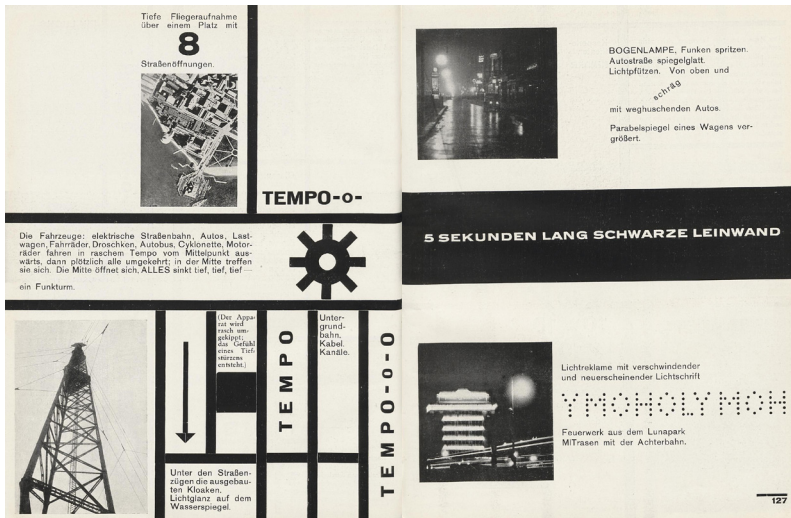 Tiefe Fliegeraufnahme
über einem Platz mit
8
Straßenöffnungen.
TEMPO-o-
Die Fahrzeuge: elektrische Straßenbahn, Autos, Last-
wagen, Fahrräder, Droschken, Autobus, Cyklonette, Motor-
räder fahren in raschem Tempo vom Mittelpunkt aus-
wärts, dann plötzlich alle umgekehrt; in der Mitte treffen
sie sich. Die Mitte öffnet sich, ALLES sinkt tief, tief, tief —
ein Funkturm.
(Der Appa-
rat wird
rasch um-
gekippt;
das Gefühl
eines Tief-
stürzens
entsteht.)
TEMPO
Unter-
grund-
bahn.
Kabel.
Kanäle.
TEMPO-o-O
Unter den Straßen-
zügen die ausgebau-
ten Kloaken.
Lichtglanz auf dem
Wasserspiegel.
BOGENLAMPE, Funken spritzen.
Autostraße spiegelglatt.
Lichtpfützen. Von oben und
schräg
mit weghuschenden Autos.
Parabelspiegel eines Wagens ver-
größert.
5 SEKUNDEN LANG SCHWARZE LEINWAND
Lichtreklame mit verschwindender
und neuerscheinender Lichtschrift
YMOHOLYMOH
Feuerwerk aus dem Lunapark
MITrasen mit der Achterbahn.
127